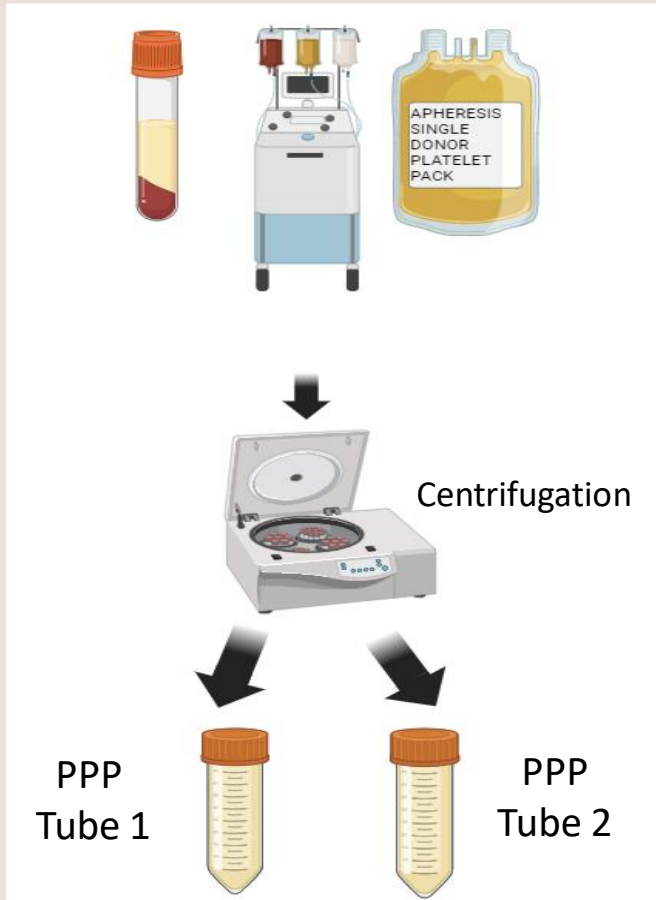 APHERESIS
SINGLE
DONOR
PLATELET
PACK
Centrifugation
PPP
Tube 1
PPP
Tube 2